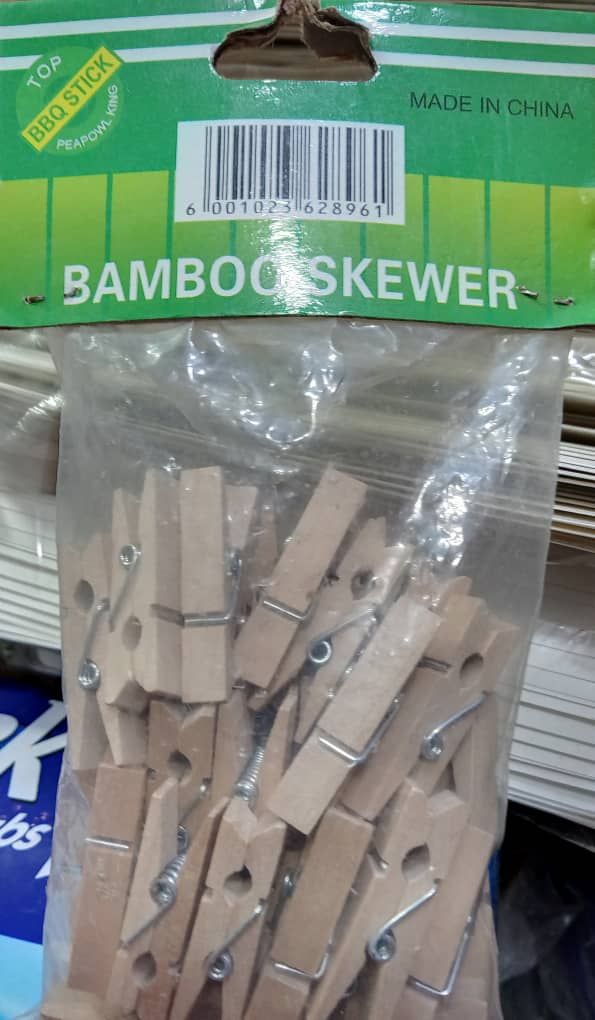 TOP
BBQ STICK
PEAPOWL KING
MADE IN CHINA
6 001023 628961
BAMBOO SKEWER